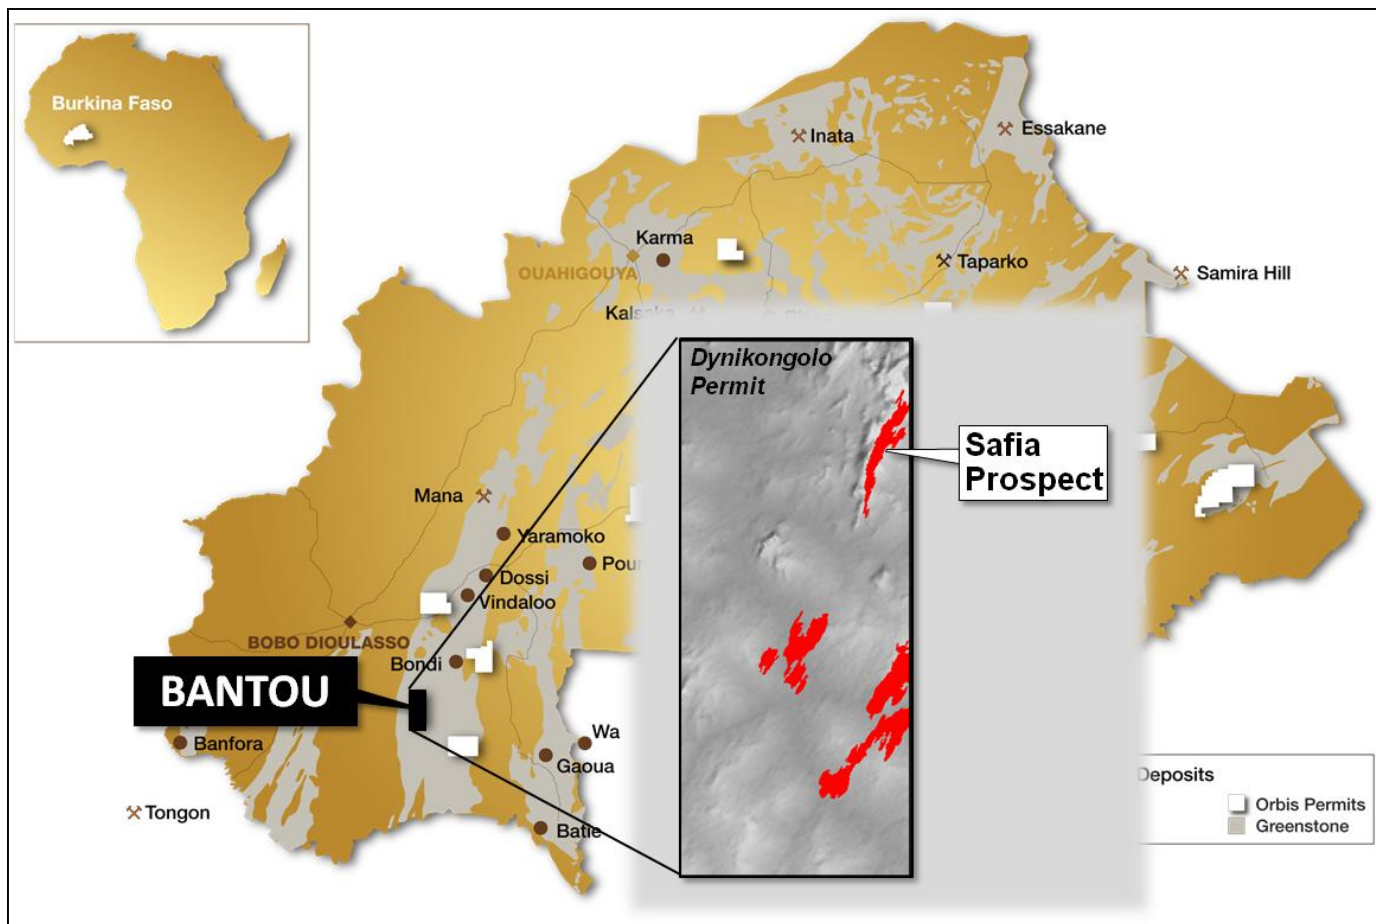 Burkina Faso
Inata
Essakane
Karma
OUAHIGOUYA
Taparko
Samira Hill
Dynikongolo
Permit
Safia
Prospect
Mana
Yaramoko
Dossi
Vindaloo
BOBO DIOULASSO
Bondi
BANTOU
Banfora
Wa
Gaoua
Tongon
Batie
Deposits
Orbis Permits
Greenstone